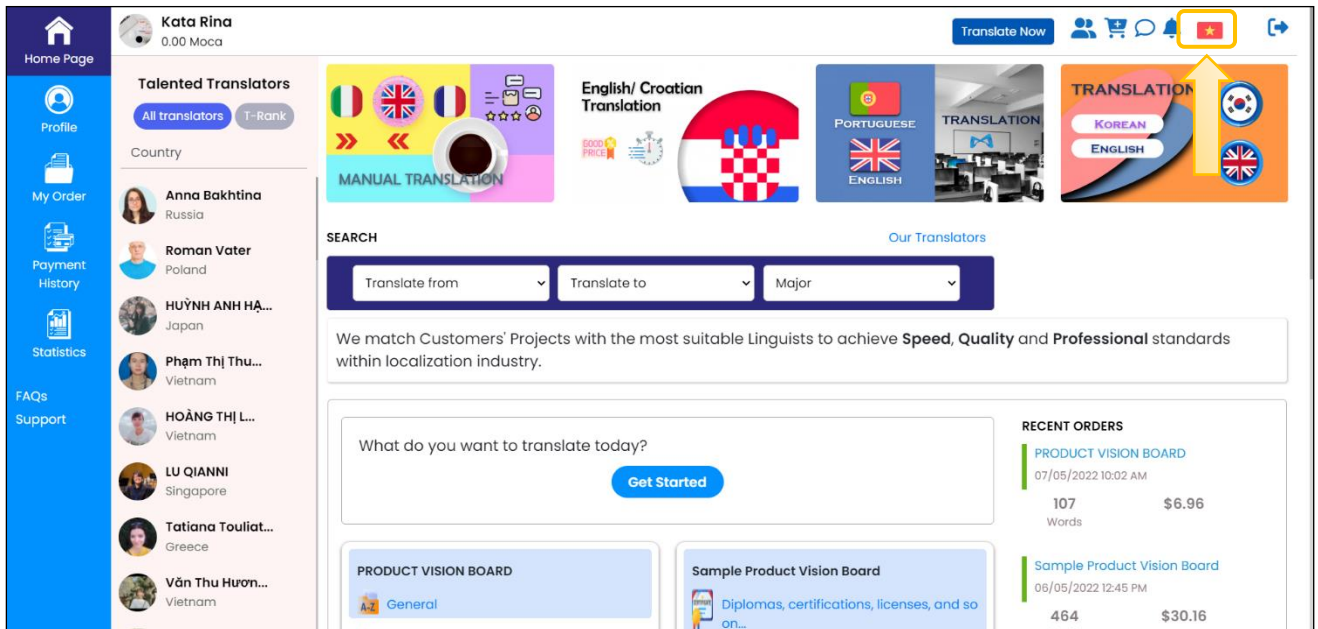 Home Page
Profile
My Order
Payment
History
Statistics
FAQs
Support
Kata Rina
0.00 Moca
Translate Now
Talented Translators
All translators
T-Rank
Country
Anna Bakhtina
Russia
Roman Vater
Poland
HUỲNH ANH HẠ...
Japan
Phạm Thị Thu...
Vietnam
HOÀNG THỊ L...
Vietnam
LU QIANNI
Singapore
Tatiana Touliat...
Greece
Văn Thu Hươn...
Vietnam
MANUAL TRANSLATION
English/ Croatian
Translation
GOOD
PRICE
PORTUGUESE
ENGLISH
TRANSLATION
TRANSLATION
KOREAN
ENGLISH
SEARCH
Our Translators
Translate from
Translate to
Major
We match Customers' Projects with the most suitable Linguists to achieve Speed, Quality and Professional standards
within localization industry.
What do you want to translate today?
Get Started
PRODUCT VISION BOARD
A-Z
General
Sample Product Vision Board
Diplomas, certifications, licenses, and so
on...
RECENT ORDERS
PRODUCT VISION BOARD
07/05/2022 10:02 AM
107 $6.96
Words
Sample Product Vision Board
06/05/2022 12:45 PM
464 $30.16